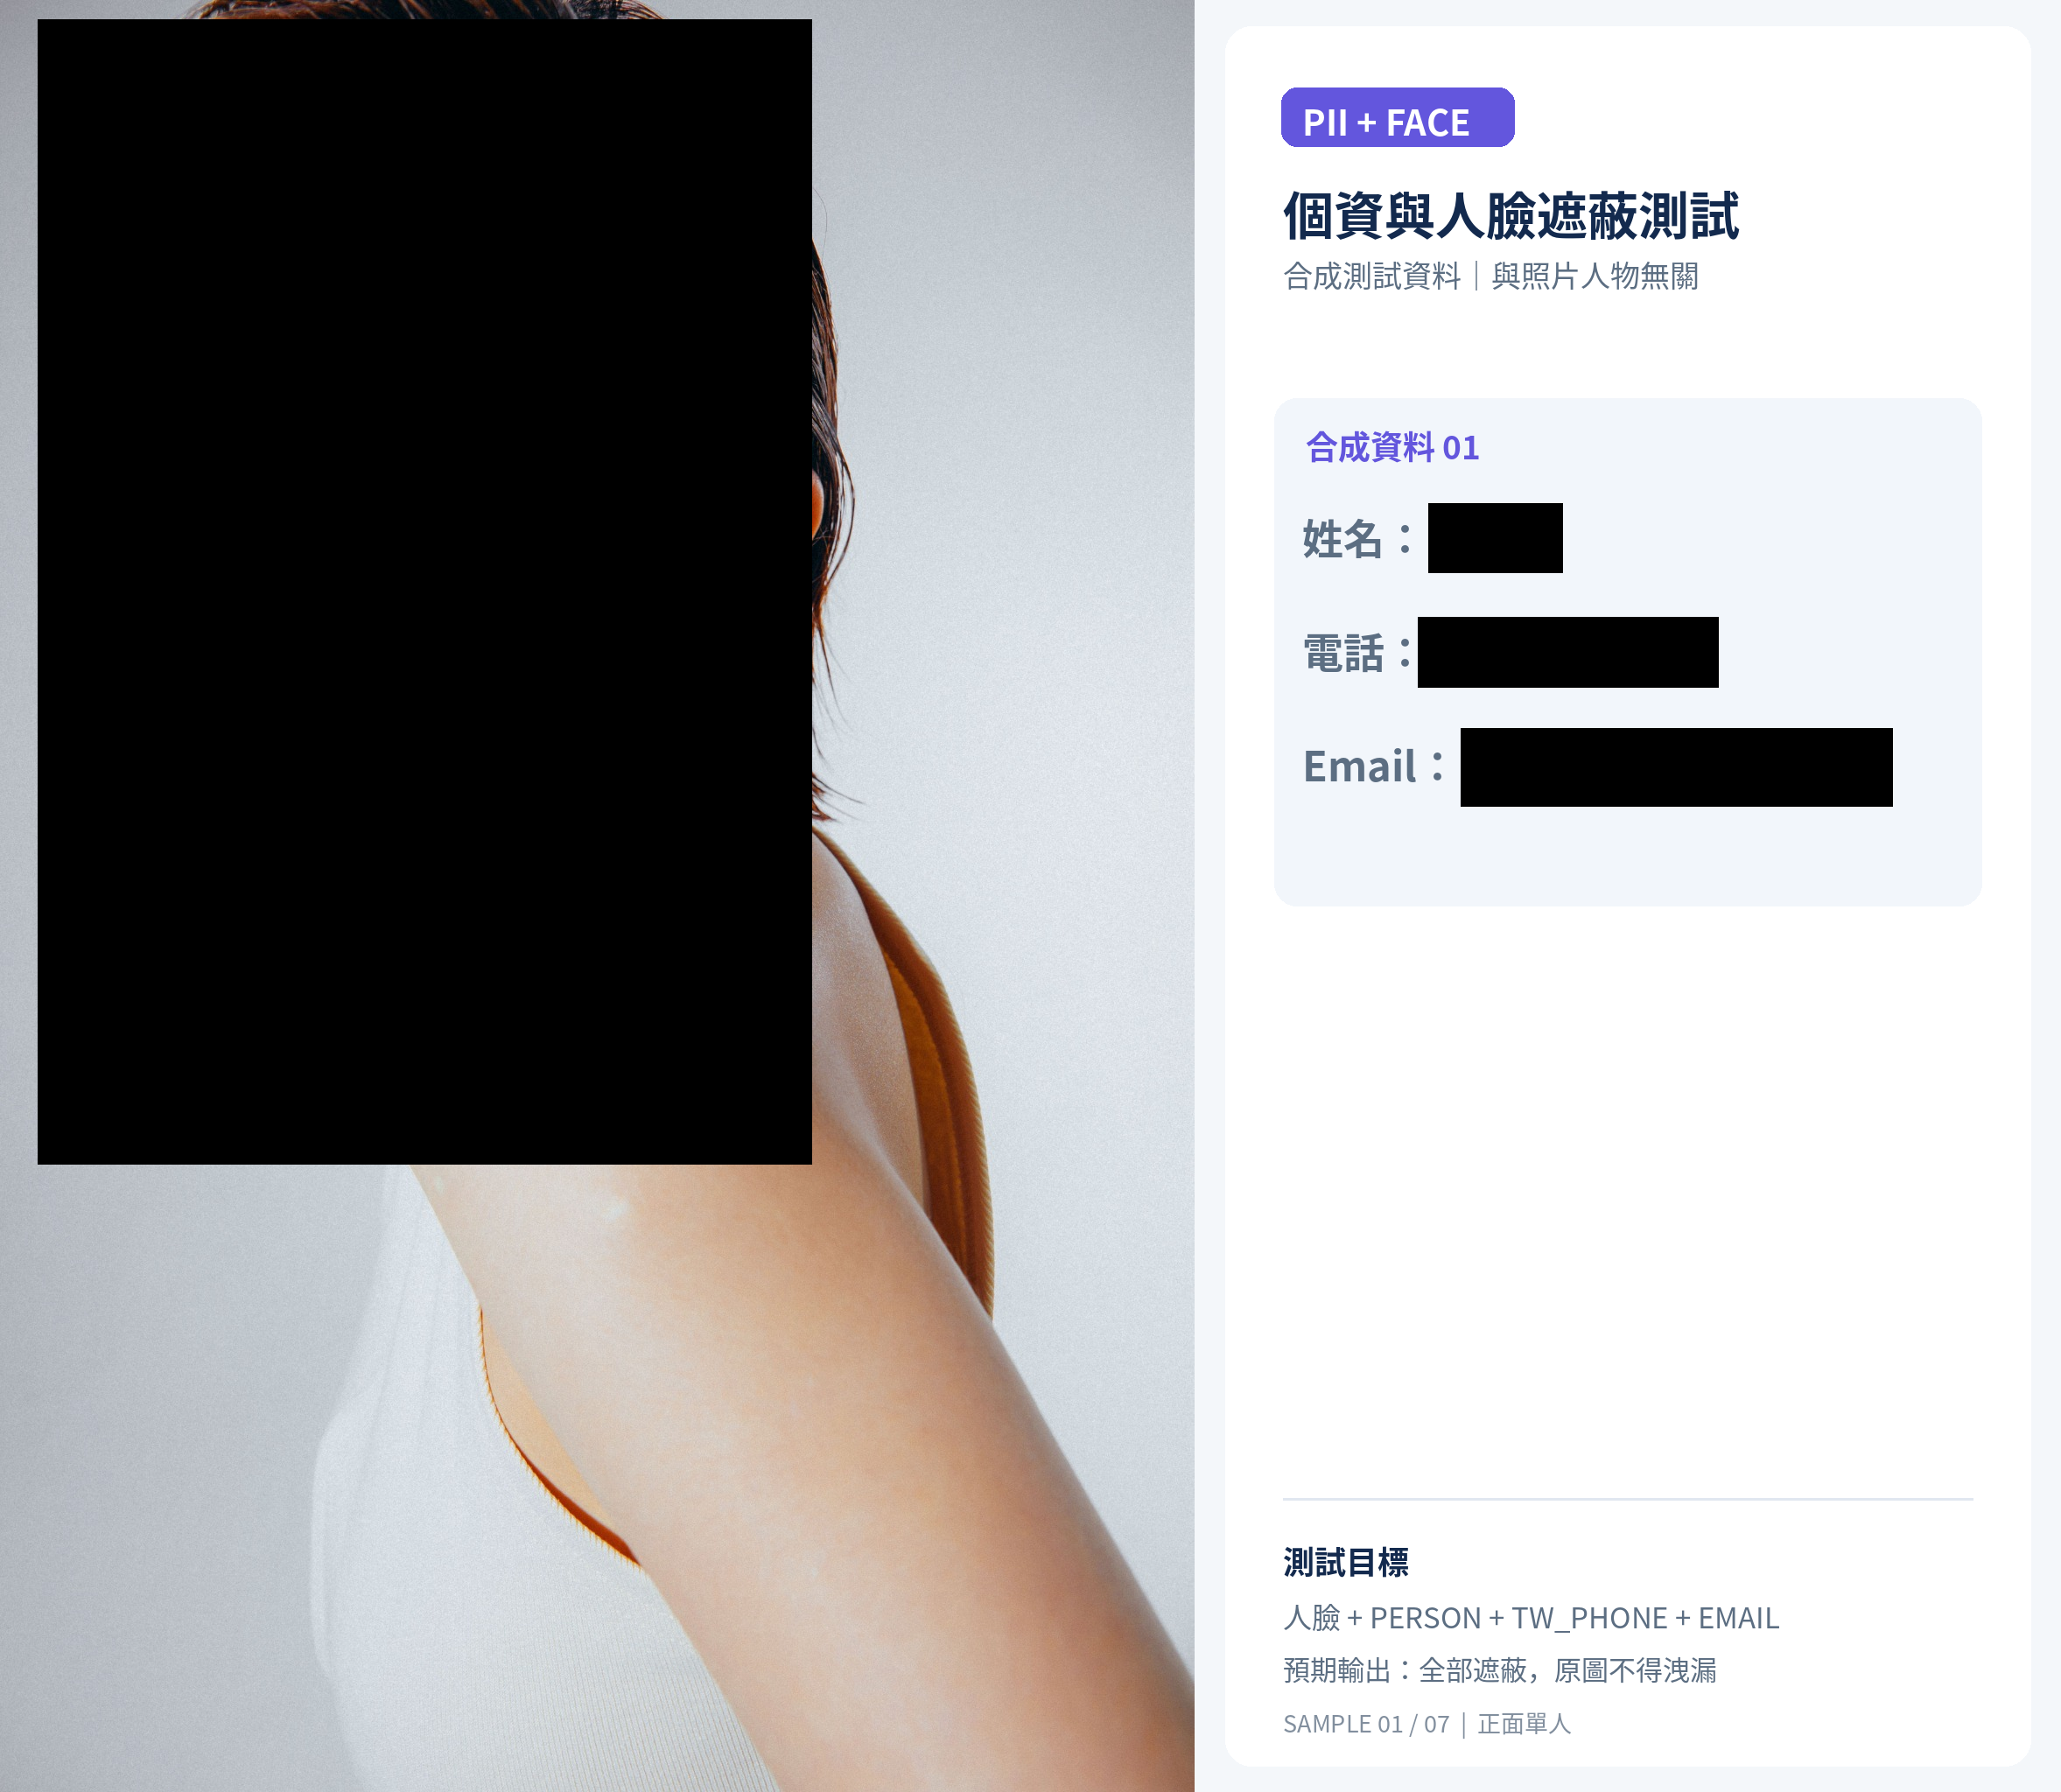 PII + FACE
個資與人臉遮蔽測試
合成測試資料｜與照片人物無關
合成資料 01
姓名：
電話：
Email：
測試目標
人臉 + PERSON + TW_PHONE + EMAIL
預期輸出：全部遮蔽，原圖不得洩漏
SAMPLE 01 / 07｜正面單人